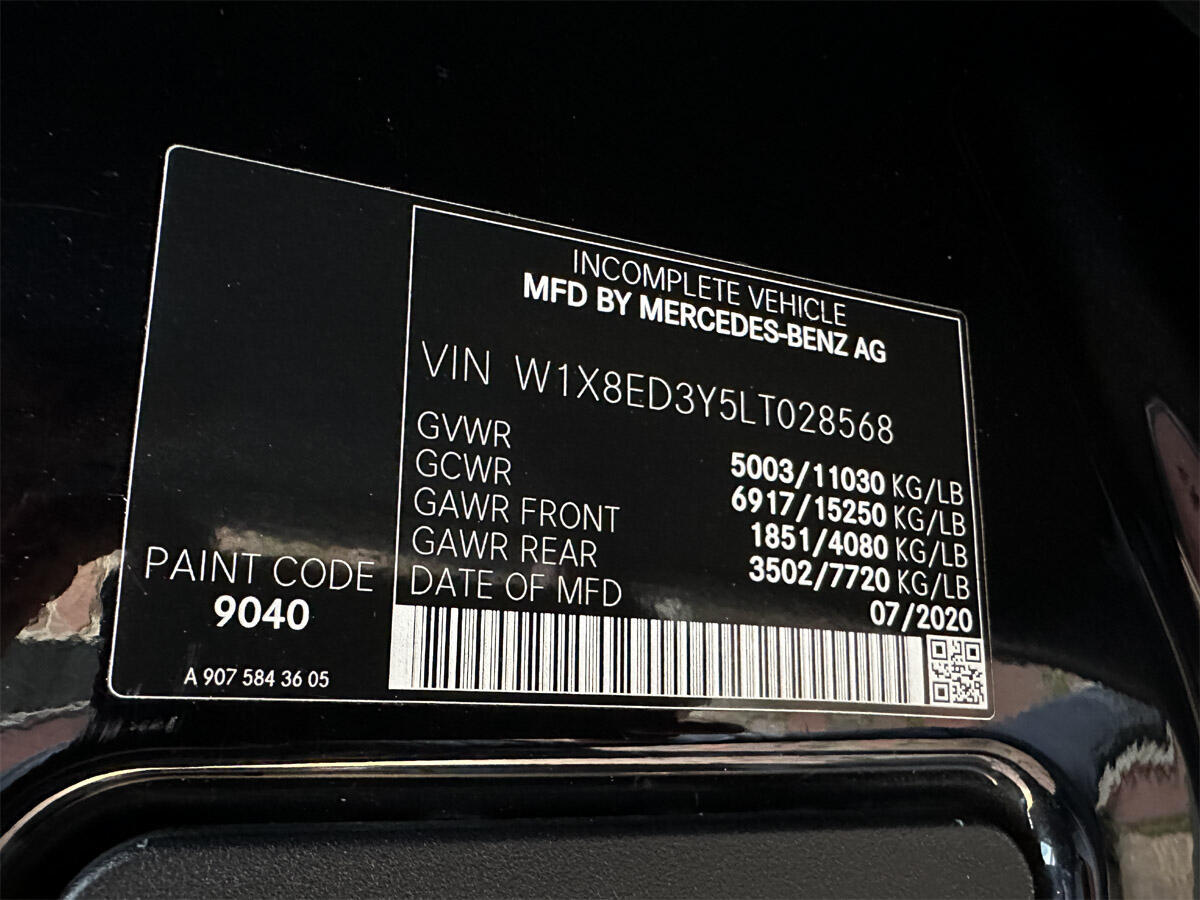 INCOMPLETE VEHICLE
MFD BY MERCEDES-BENZ AG
VIN W1X8ED3Y5LT028568
GVWR 5003/11030 KG/LB
GCWR 6917/15250 KG/LB
GAWR FRONT 1851/4080 KG/LB
GAWR REAR 3502/7720 KG/LB
DATE OF MFD 07/2020
PAINT CODE
9040
A 907 584 36 05